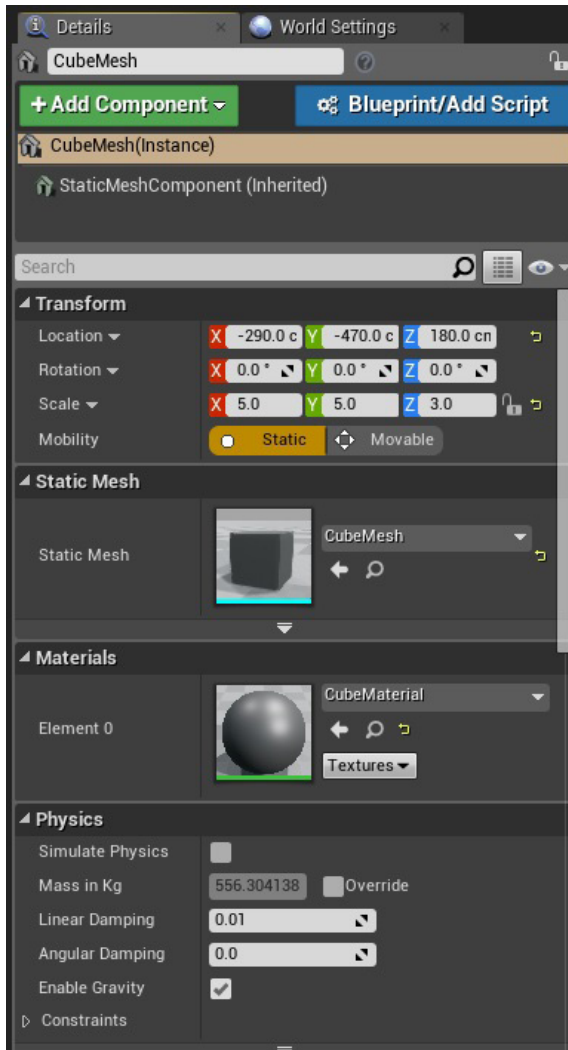 Details World Settings
CubeMesh
+Add Component Blueprint/Add Script
CubeMesh(Instance)
StaticMeshComponent (Inherited)
Search
Transform
Location X -290.0 c Y -470.0 c Z 180.0 cn
Rotation X 0.0° Y 0.0° Z 0.0°
Scale X 5.0 Y 5.0 Z 3.0
Mobility Static Movable
Static Mesh
Static Mesh CubeMesh
Materials
Element 0 CubeMaterial
Textures
Physics
Simulate Physics
Mass in Kg 556.304138 Override
Linear Damping 0.01
Angular Damping 0.0
Enable Gravity
Constraints